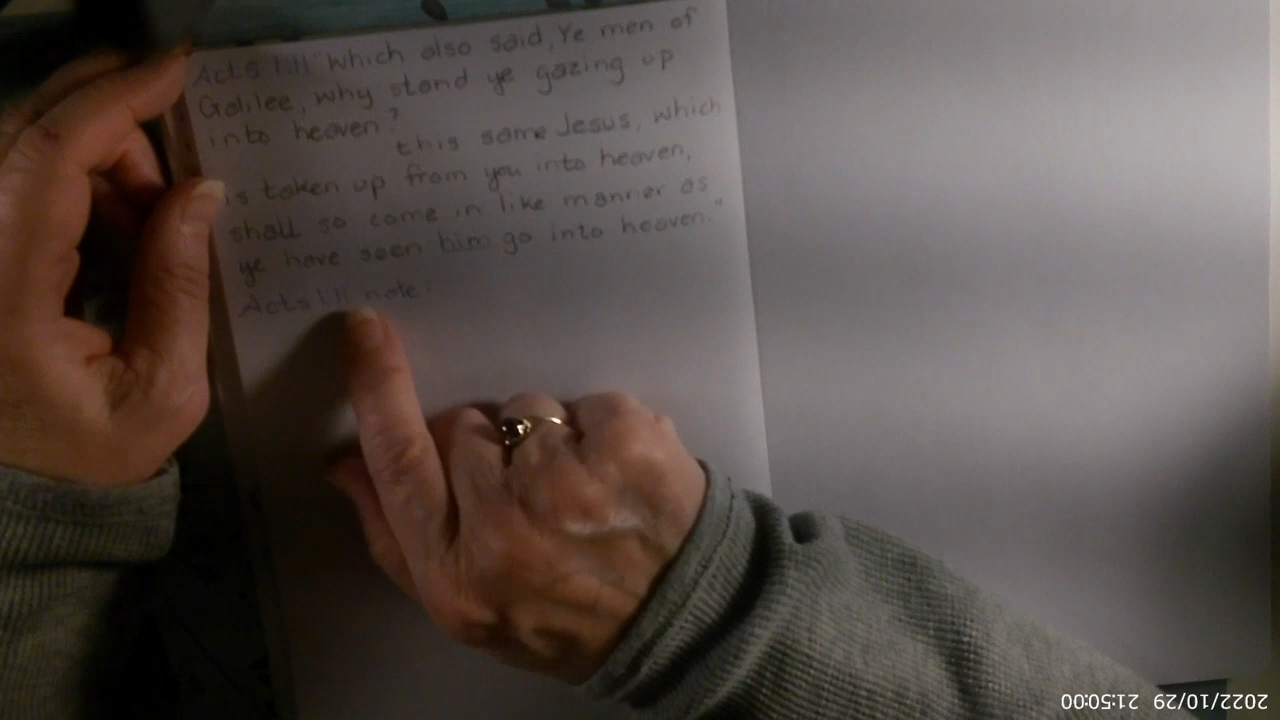 Acts 1:11 "Which also said, Ye men of
Galilee, why stand ye gazing up
into heaven?
this same Jesus, which
is taken up from you into heaven,
shall so come in like manner as
ye have seen him go into heaven."
Acts 1:11 note:
2022/10/29 21:50:00